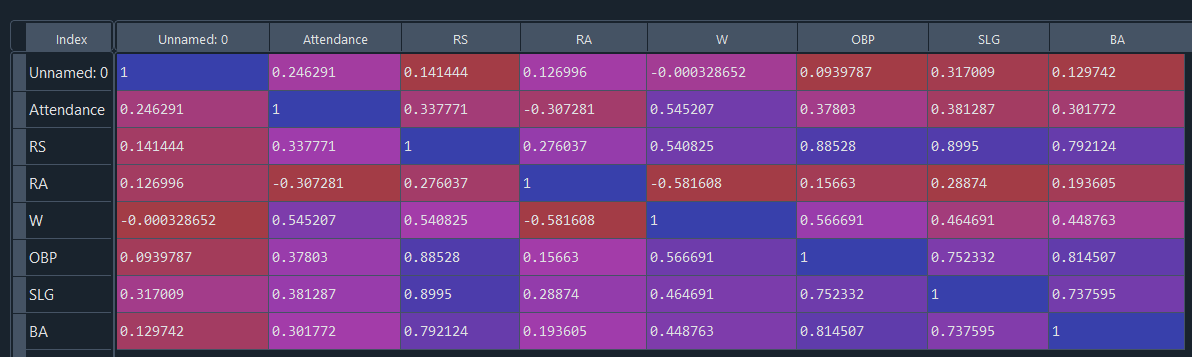 Index Unnamed: 0 Attendance RS RA W OBP SLG BA
Unnamed: 0 1 0.246291 0.141444 0.126996 -0.000328652 0.0939787 0.317009 0.129742
Attendance 0.246291 1 0.337771 -0.307281 0.545207 0.37803 0.381287 0.301772
RS 0.141444 0.337771 1 0.276037 0.540825 0.88528 0.8995 0.792124
RA 0.126996 -0.307281 0.276037 1 -0.581608 0.15663 0.28874 0.193605
W -0.000328652 0.545207 0.540825 -0.581608 1 0.566691 0.464691 0.448763
OBP 0.0939787 0.37803 0.88528 0.15663 0.566691 1 0.752332 0.814507
SLG 0.317009 0.381287 0.8995 0.28874 0.464691 0.752332 1 0.737595
BA 0.129742 0.301772 0.792124 0.193605 0.448763 0.814507 0.737595 1